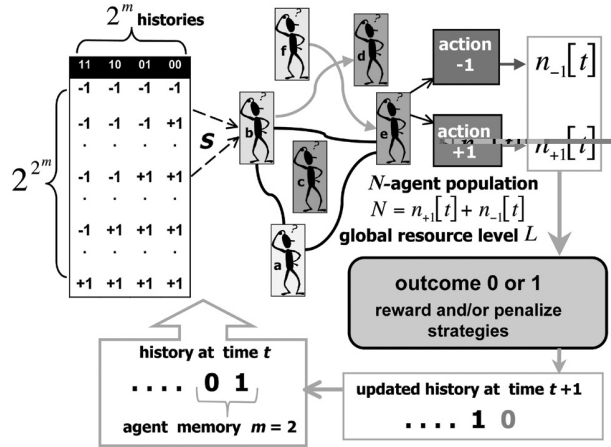 2^m histories
11 10 01 00
-1 -1 -1 -1
-1 -1 -1 +1
. . . .
-1 -1 +1 +1
. . . .
-1 +1 +1 +1
. . . .
+1 +1 +1 +1
2^2^m
S
?
f
?
d
?
b
?
e
?
c
?
a
action
-1
action
+1
n₋₁[t]
n₊₁[t]
N-agent population
N = n₊₁[t] + n₋₁[t]
global resource level L
outcome 0 or 1
reward and/or penalize
strategies
history at time t
. . . . 0 1
agent memory m = 2
updated history at time t+1
. . . . 1 0